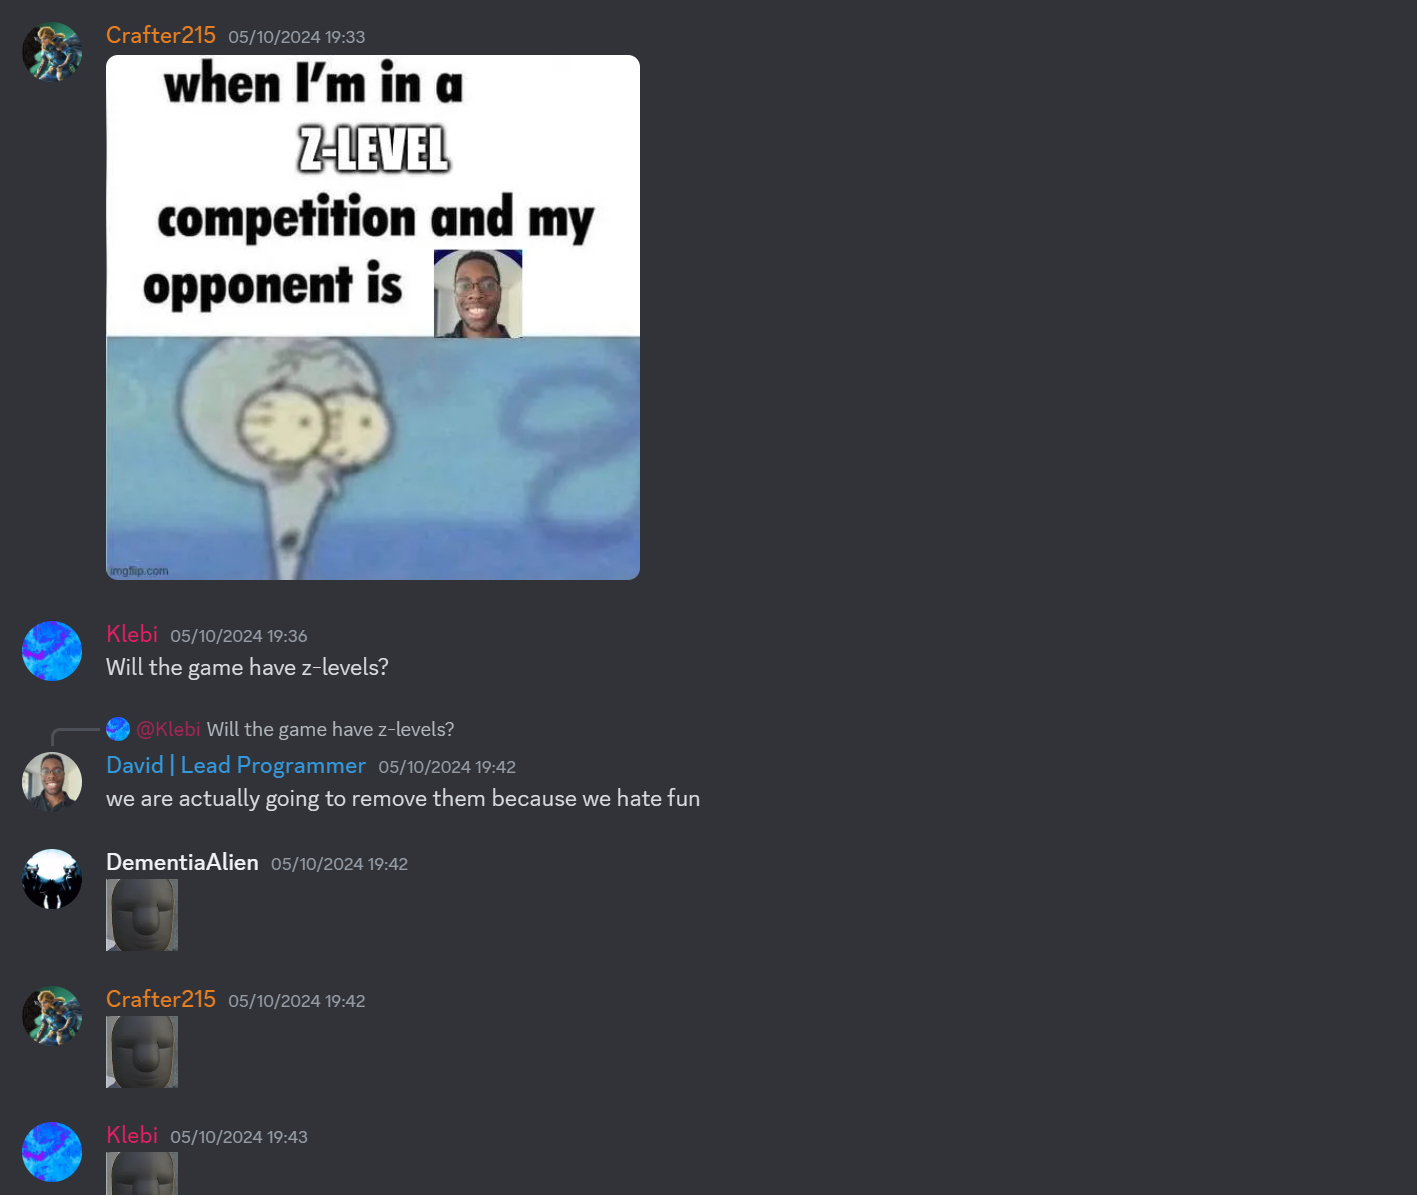 Crafter215 05/10/2024 19:33
when I'm in a
Z-LEVEL
competition and my
opponent is
imgflip.com
Klebi 05/10/2024 19:36
Will the game have z-levels?
@Klebi Will the game have z-levels?
David | Lead Programmer 05/10/2024 19:42
we are actually going to remove them because we hate fun
DementiaAlien 05/10/2024 19:42
Crafter215 05/10/2024 19:42
Klebi 05/10/2024 19:43